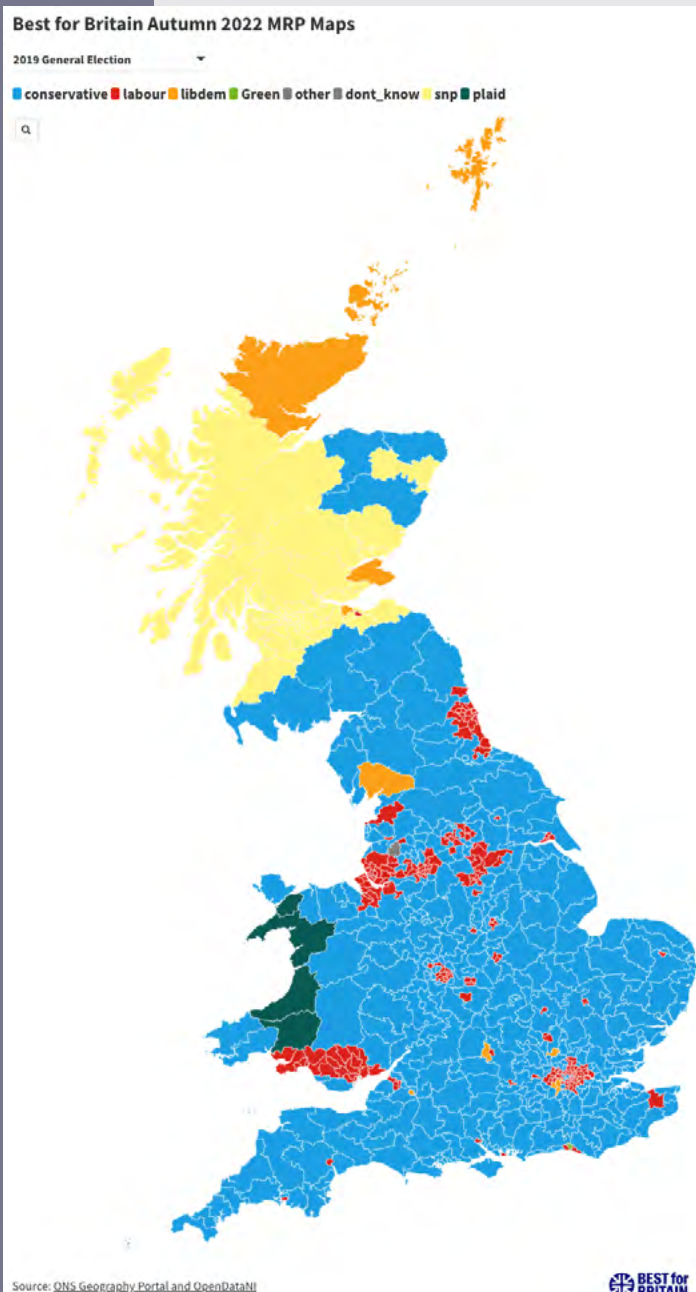 Best for Britain Autumn 2022 MRP Maps
2019 General Election
conservative labour libdem Green other dont_know snp plaid
Source: ONS Geography Portal and OpenDataNI
BEST for
BRITAIN